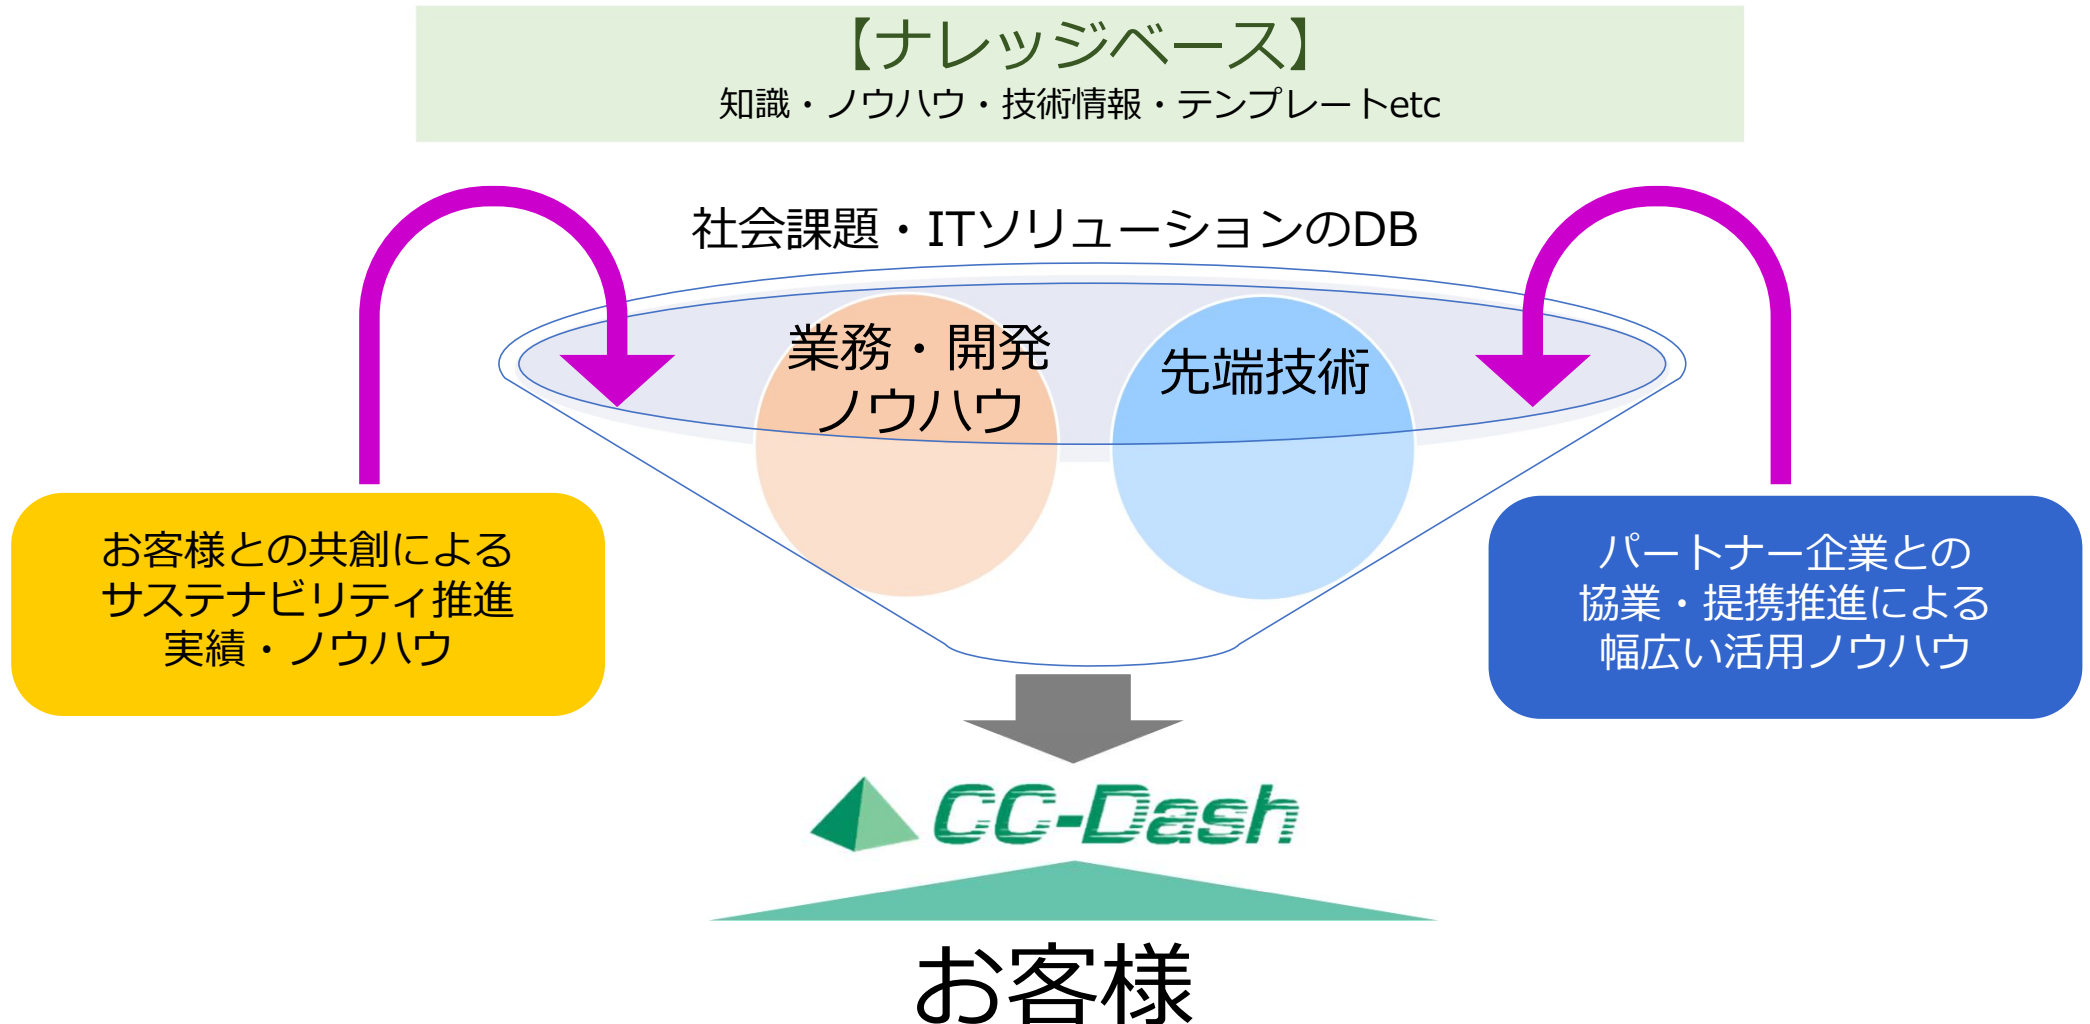 【ナレッジベース】
知識・ノウハウ・技術情報・テンプレートetc
社会課題・ITソリューションのDB
業務・開発
ノウハウ
先端技術
お客様との共創による
サステナビリティ推進
実績・ノウハウ
パートナー企業との
協業・提携推進による
幅広い活用ノウハウ
CC-Dash
お客様